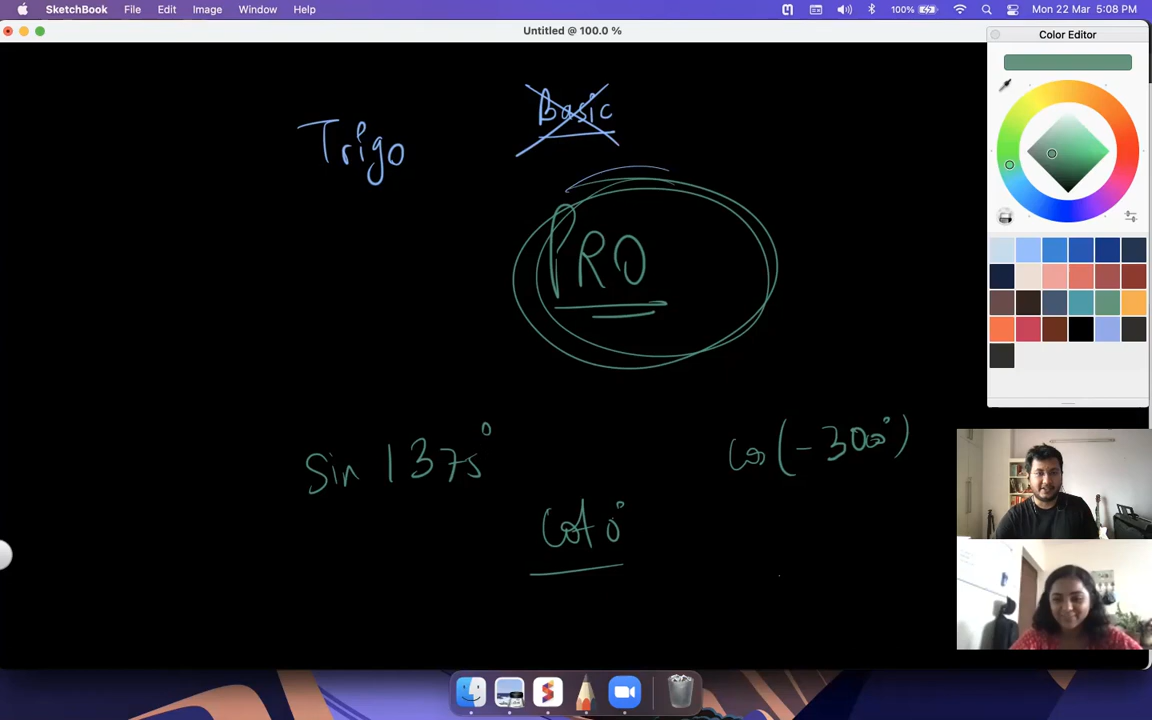 SketchBook File Edit Image Window Help 100% Mon 22 Mar 5:08 PM
Untitled @ 100.0 %
Color Editor
Basic
Trigo
PRO
Sin 1375°
cos (-300°)
cot 0°